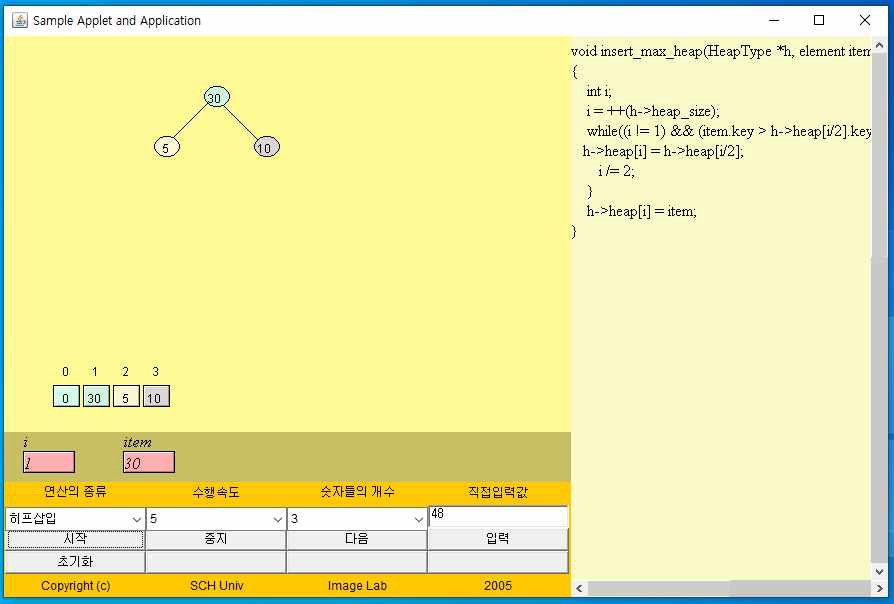 Sample Applet and Application
30
5
10
0 1 2 3
0 30 5 10
i item
1 30
연산의 종류 수행속도 숫자들의 개수 직접입력값
히프삽입 5 3 48
시작 중지 다음 입력
초기화
Copyright (c) SCH Univ Image Lab 2005
void insert_max_heap(HeapType *h, element item
{
int i;
i = ++(h->heap_size);
while((i != 1) && (item.key > h->heap[i/2].key
h->heap[i] = h->heap[i/2];
i /= 2;
}
h->heap[i] = item;
}